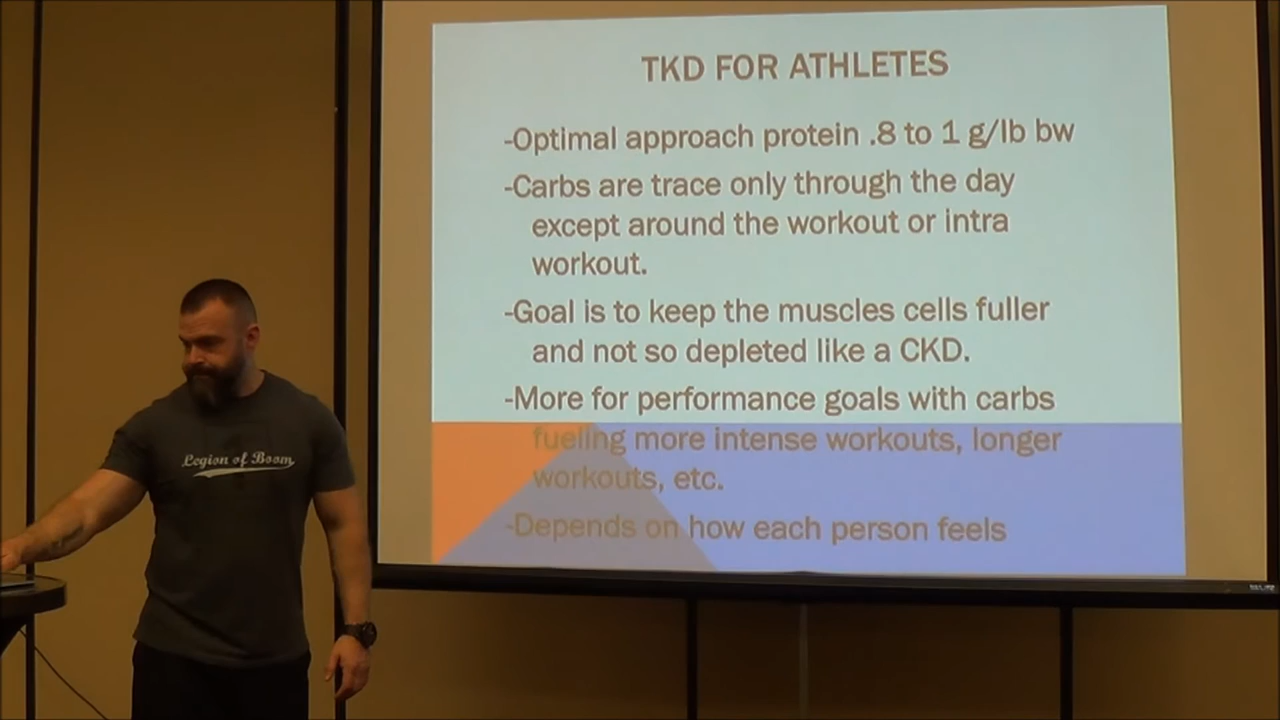 TKD FOR ATHLETES
-Optimal approach protein .8 to 1 g/lb bw
-Carbs are trace only through the day
except around the workout or intra
workout.
-Goal is to keep the muscles cells fuller
and not so depleted like a CKD.
-More for performance goals with carbs
fueling more intense workouts, longer
workouts, etc.
-Depends on how each person feels
Legion of Boom